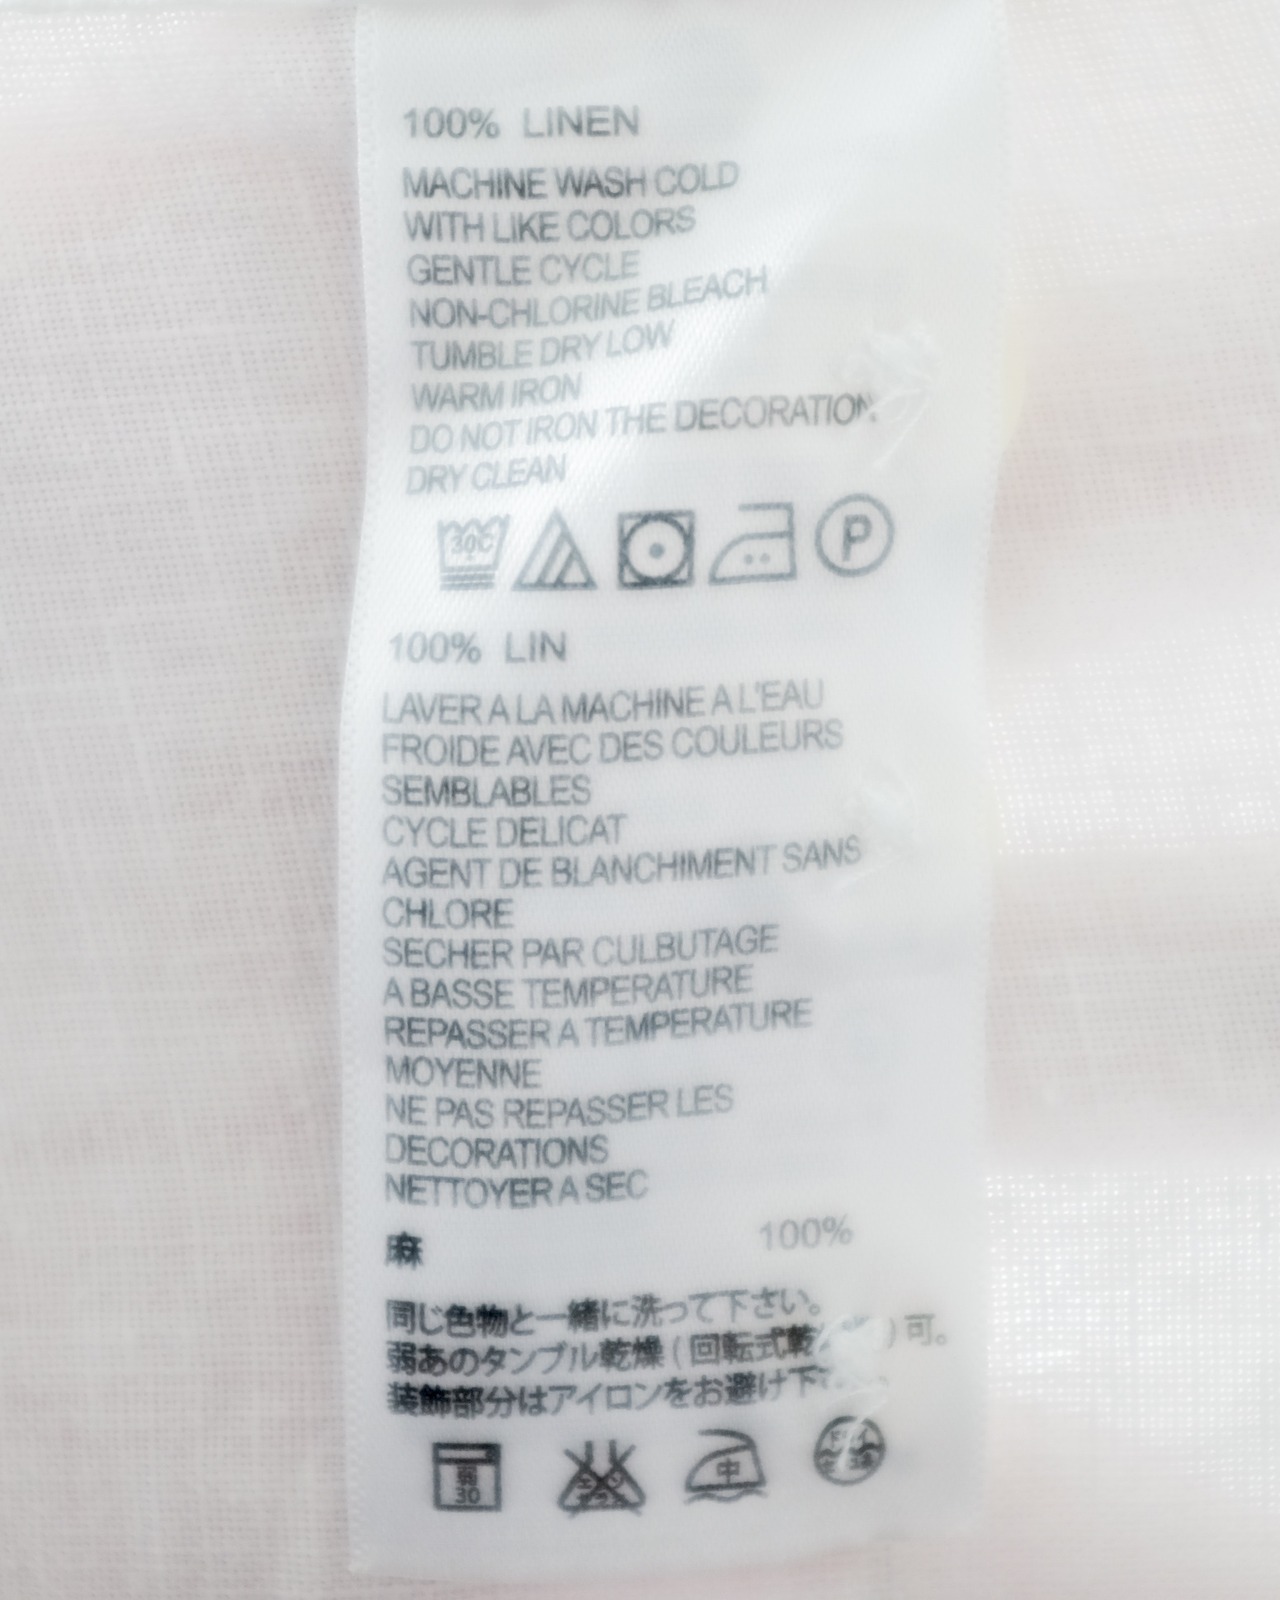 100% LINEN
MACHINE WASH COLD
WITH LIKE COLORS
GENTLE CYCLE
NON-CHLORINE BLEACH
TUMBLE DRY LOW
WARM IRON
DO NOT IRON THE DECORATION.
DRY CLEAN
30C P
100% LIN
LAVER A LA MACHINE A L'EAU
FROIDE AVEC DES COULEURS
SEMBLABLES
CYCLE DELICAT
AGENT DE BLANCHIMENT SANS
CHLORE
SECHER PAR CULBUTAGE
A BASSE TEMPERATURE
REPASSER A TEMPERATURE
MOYENNE
NE PAS REPASSER LES
DECORATIONS
NETTOYER A SEC
麻 100%
同じ色物と一緒に洗って下さい。
弱あのタンブル乾燥(回転式乾)可。
装飾部分はアイロンをお避け下
弱 30 中